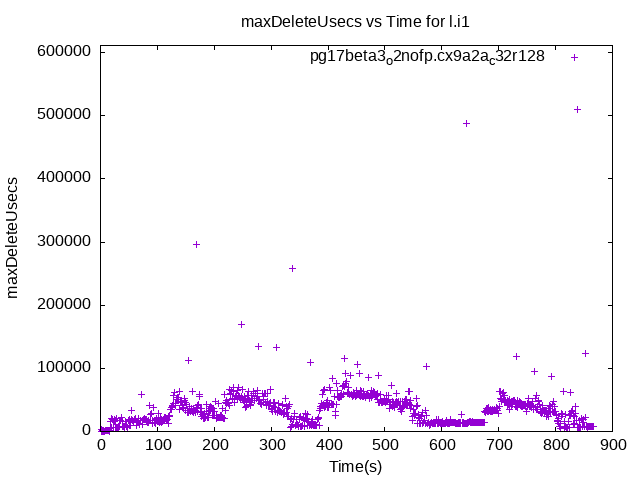 maxDeleteUsecs vs Time for l.i1
pg17beta3_o2nofp.cx9a2a_c32r128
600000
500000
400000
300000
200000
100000
0
maxDeleteUsecs
0 100 200 300 400 500 600 700 800 900
Time(s)